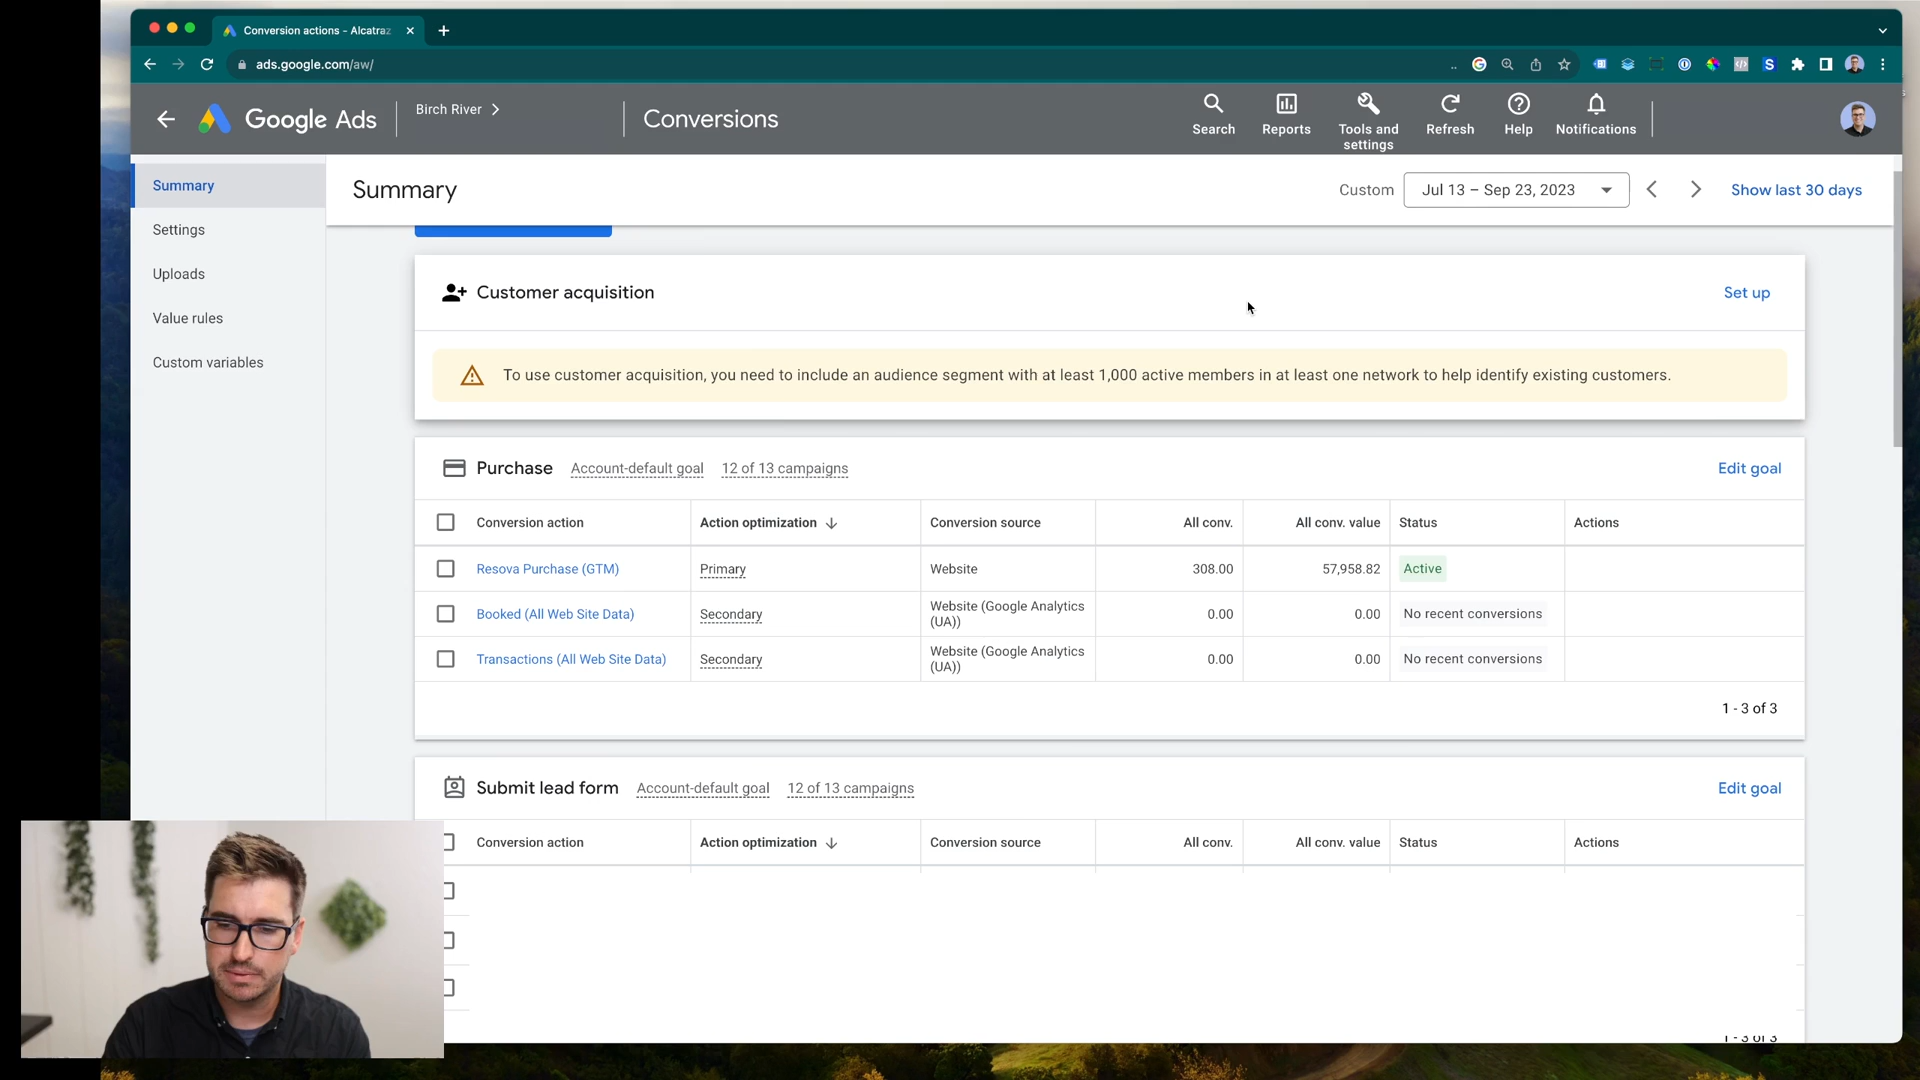 Conversion actions - Alcatraz
ads.google.com/aw/
Google Ads
Birch River
Conversions
Search
Reports
Tools and
settings
Refresh
Help
Notifications
Summary
Settings
Uploads
Value rules
Custom variables
Summary
Custom
Jul 13 – Sep 23, 2023
Show last 30 days
Customer acquisition
Set up
To use customer acquisition, you need to include an audience segment with at least 1,000 active members in at least one network to help identify existing customers.
Purchase Account-default goal 12 of 13 campaigns Edit goal
Conversion action Action optimization Conversion source All conv. All conv. value Status Actions
Resova Purchase (GTM) Primary Website 308.00 57,958.82 Active
Booked (All Web Site Data) Secondary Website (Google Analytics
(UA)) 0.00 0.00 No recent conversions
Transactions (All Web Site Data) Secondary Website (Google Analytics
(UA)) 0.00 0.00 No recent conversions
1 - 3 of 3
Submit lead form Account-default goal 12 of 13 campaigns Edit goal
Conversion action Action optimization Conversion source All conv. All conv. value Status Actions
1 - 3 of 3